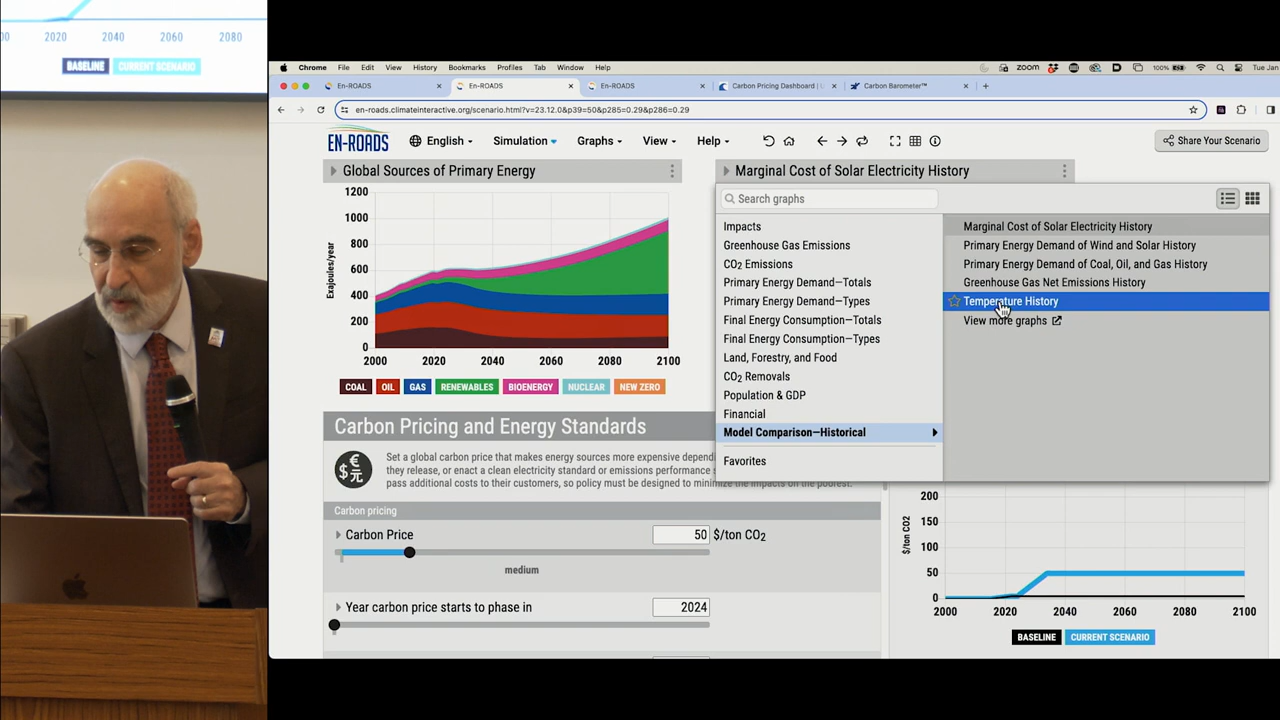 2020 2040 2060 2080
BASELINE CURRENT SCENARIO
Chrome File Edit View History Bookmarks Profiles Tab Window Help
zoom 100% Tue Jan
En-ROADS En-ROADS En-ROADS Carbon Pricing Dashboard | U Carbon Barometer™
en-roads.climateinteractive.org/scenario.html?v=23.12.0&p39=50&p285=0.29&p286=0.29
EN-ROADS English Simulation Graphs View Help Share Your Scenario
Global Sources of Primary Energy
Exajoules/year
1200
1000
800
600
400
200
0
2000 2020 2040 2060 2080 2100
COAL OIL GAS RENEWABLES BIOENERGY NUCLEAR NEW ZERO
Marginal Cost of Solar Electricity History
Search graphs
Impacts
Greenhouse Gas Emissions
CO2 Emissions
Primary Energy Demand–Totals
Primary Energy Demand–Types
Final Energy Consumption–Totals
Final Energy Consumption–Types
Land, Forestry, and Food
CO2 Removals
Population & GDP
Financial
Model Comparison–Historical
Favorites
Marginal Cost of Solar Electricity History
Primary Energy Demand of Wind and Solar History
Primary Energy Demand of Coal, Oil, and Gas History
Greenhouse Gas Net Emissions History
Temperature History
View more graphs
Carbon Pricing and Energy Standards
Set a global carbon price that makes energy sources more expensive depend
they release, or enact a clean electricity standard or emissions performance
pass additional costs to their customers, so policy must be designed to minimize the impacts on the poorest.
Carbon pricing
Carbon Price 50 $/ton CO2
medium
Year carbon price starts to phase in 2024
$/ton CO2
200
150
100
50
0
2000 2020 2040 2060 2080 2100
BASELINE CURRENT SCENARIO